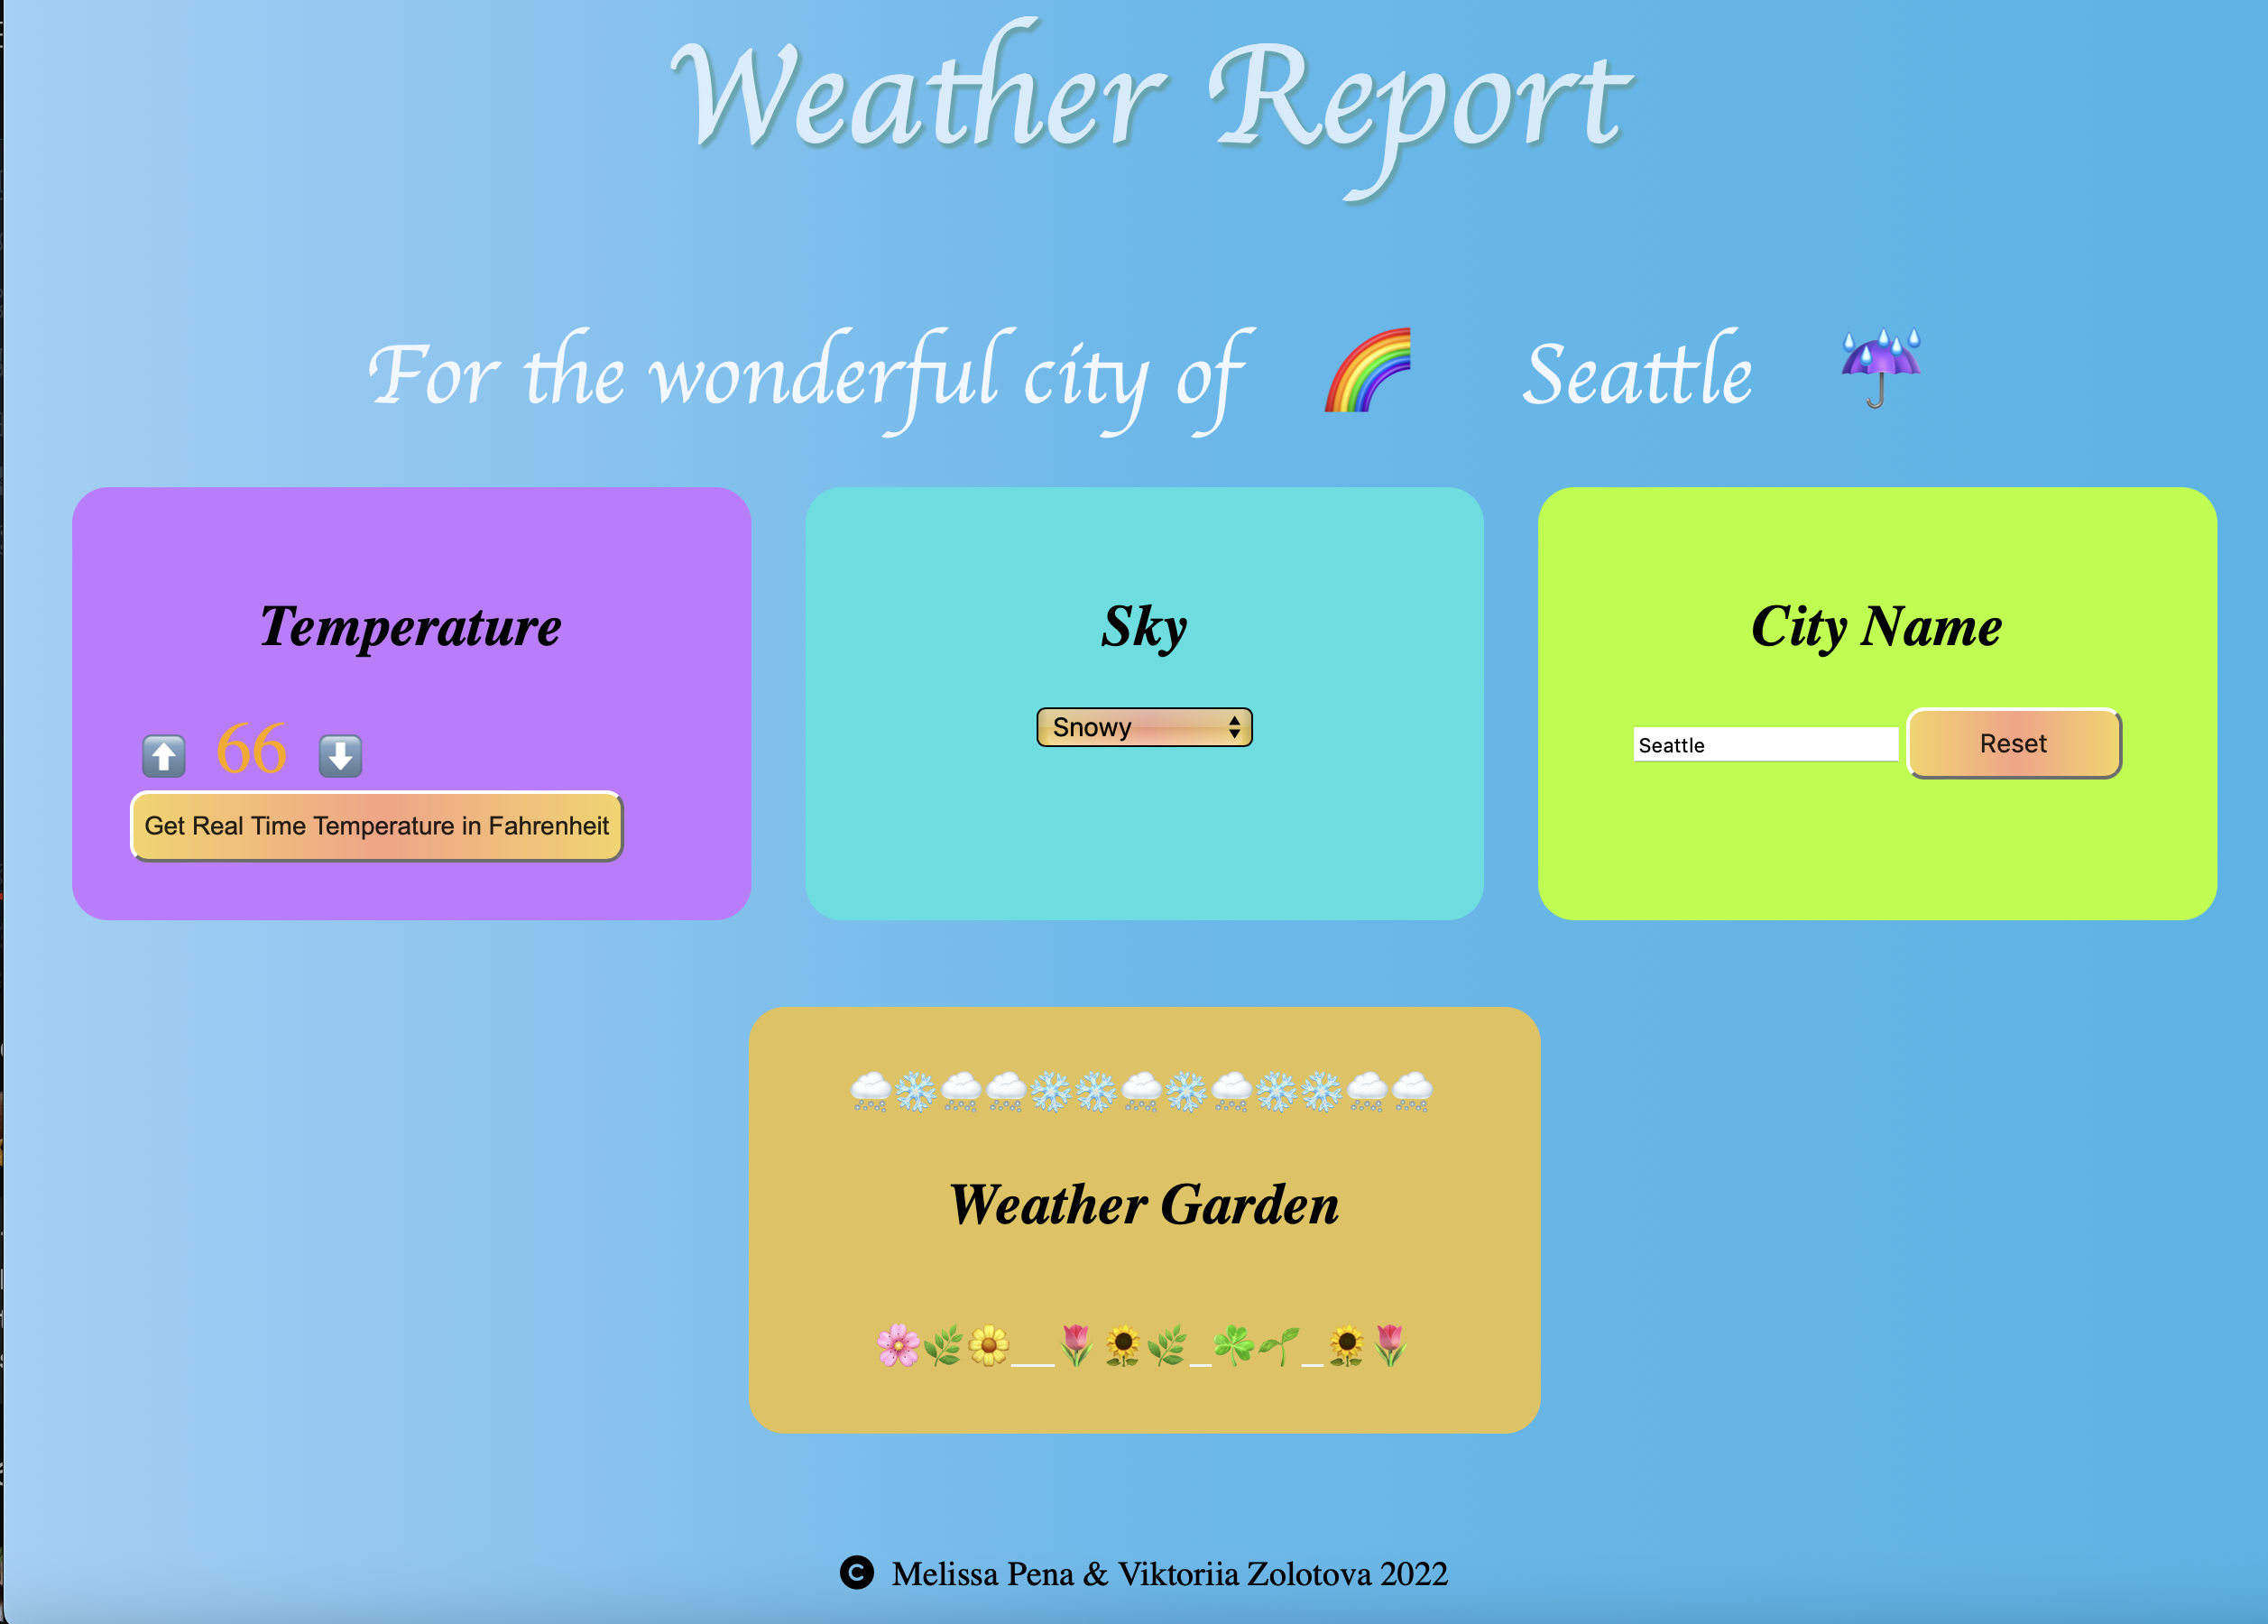 Weather Report
For the wonderful city of 🌈 Seattle ☔
Temperature
⬆️ 66 ⬇️
Get Real Time Temperature in Fahrenheit
Sky
Snowy
City Name
Seattle Reset
🌨❄️🌨🌨❄️❄️🌨❄️🌨❄️❄️🌨🌨
Weather Garden
🌸🌿🌼__🌷🌻🌿_☘️🌱_🌻🌷
© Melissa Pena & Viktoriia Zolotova 2022